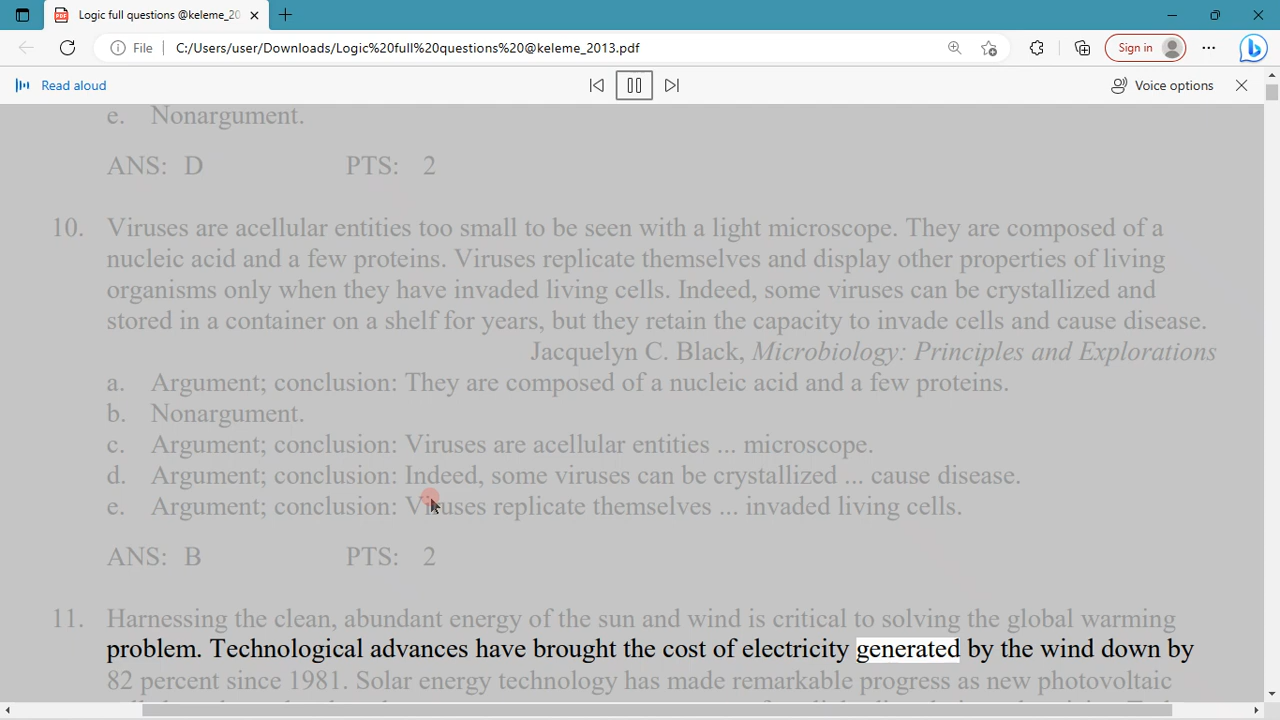 Logic full questions @keleme_20
File
C:/Users/user/Downloads/Logic%20full%20questions%20@keleme_2013.pdf
Sign in
Read aloud
Voice options
e. Nonargument.
ANS: D PTS: 2
10. Viruses are acellular entities too small to be seen with a light microscope. They are composed of a
nucleic acid and a few proteins. Viruses replicate themselves and display other properties of living
organisms only when they have invaded living cells. Indeed, some viruses can be crystallized and
stored in a container on a shelf for years, but they retain the capacity to invade cells and cause disease.
Jacquelyn C. Black, Microbiology: Principles and Explorations
a. Argument; conclusion: They are composed of a nucleic acid and a few proteins.
b. Nonargument.
c. Argument; conclusion: Viruses are acellular entities ... microscope.
d. Argument; conclusion: Indeed, some viruses can be crystallized ... cause disease.
e. Argument; conclusion: Viruses replicate themselves ... invaded living cells.
ANS: B PTS: 2
11. Harnessing the clean, abundant energy of the sun and wind is critical to solving the global warming
problem. Technological advances have brought the cost of electricity generated by the wind down by
82 percent since 1981. Solar energy technology has made remarkable progress as new photovoltaic